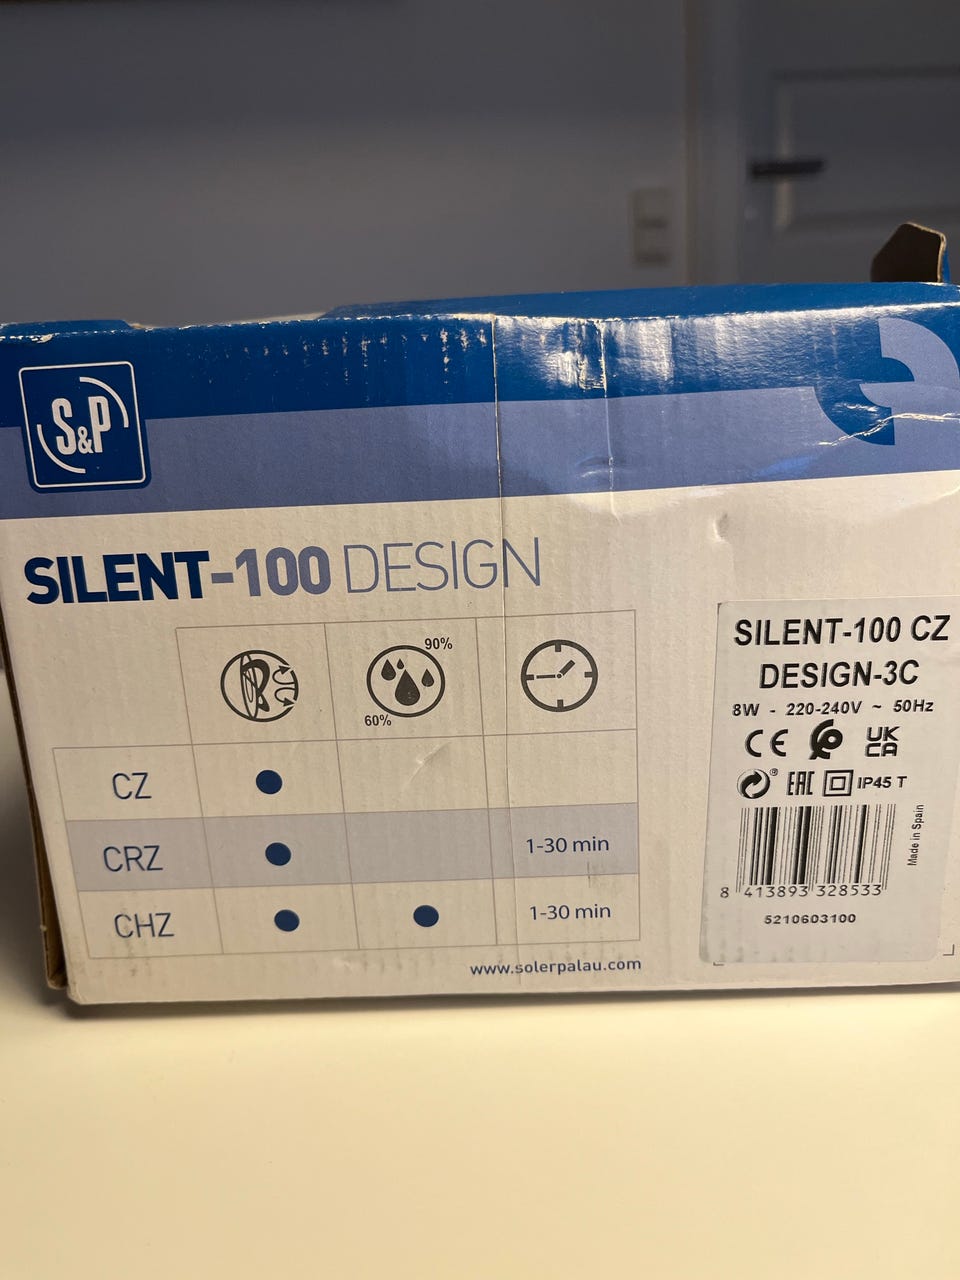 S&P
SILENT-100 DESIGN
90%
60%
CZ
CRZ 1-30 min
CHZ 1-30 min
www.solerpalau.com
SILENT-100 CZ
DESIGN-3C
8W - 220-240V ~ 50Hz
CE UK CA
® EAC IP45 T
Made in Spain
8 413893 328533
5210603100